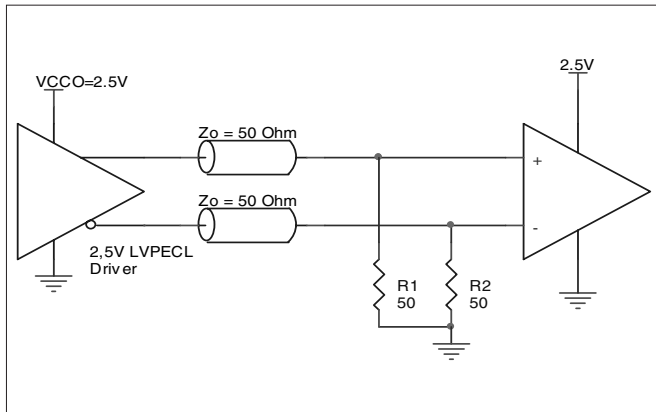 VCCO=2.5V
2.5V
Zo = 50 Ohm
+
Zo = 50 Ohm
-
2,5V LVPECL
Driver
R1
50
R2
50